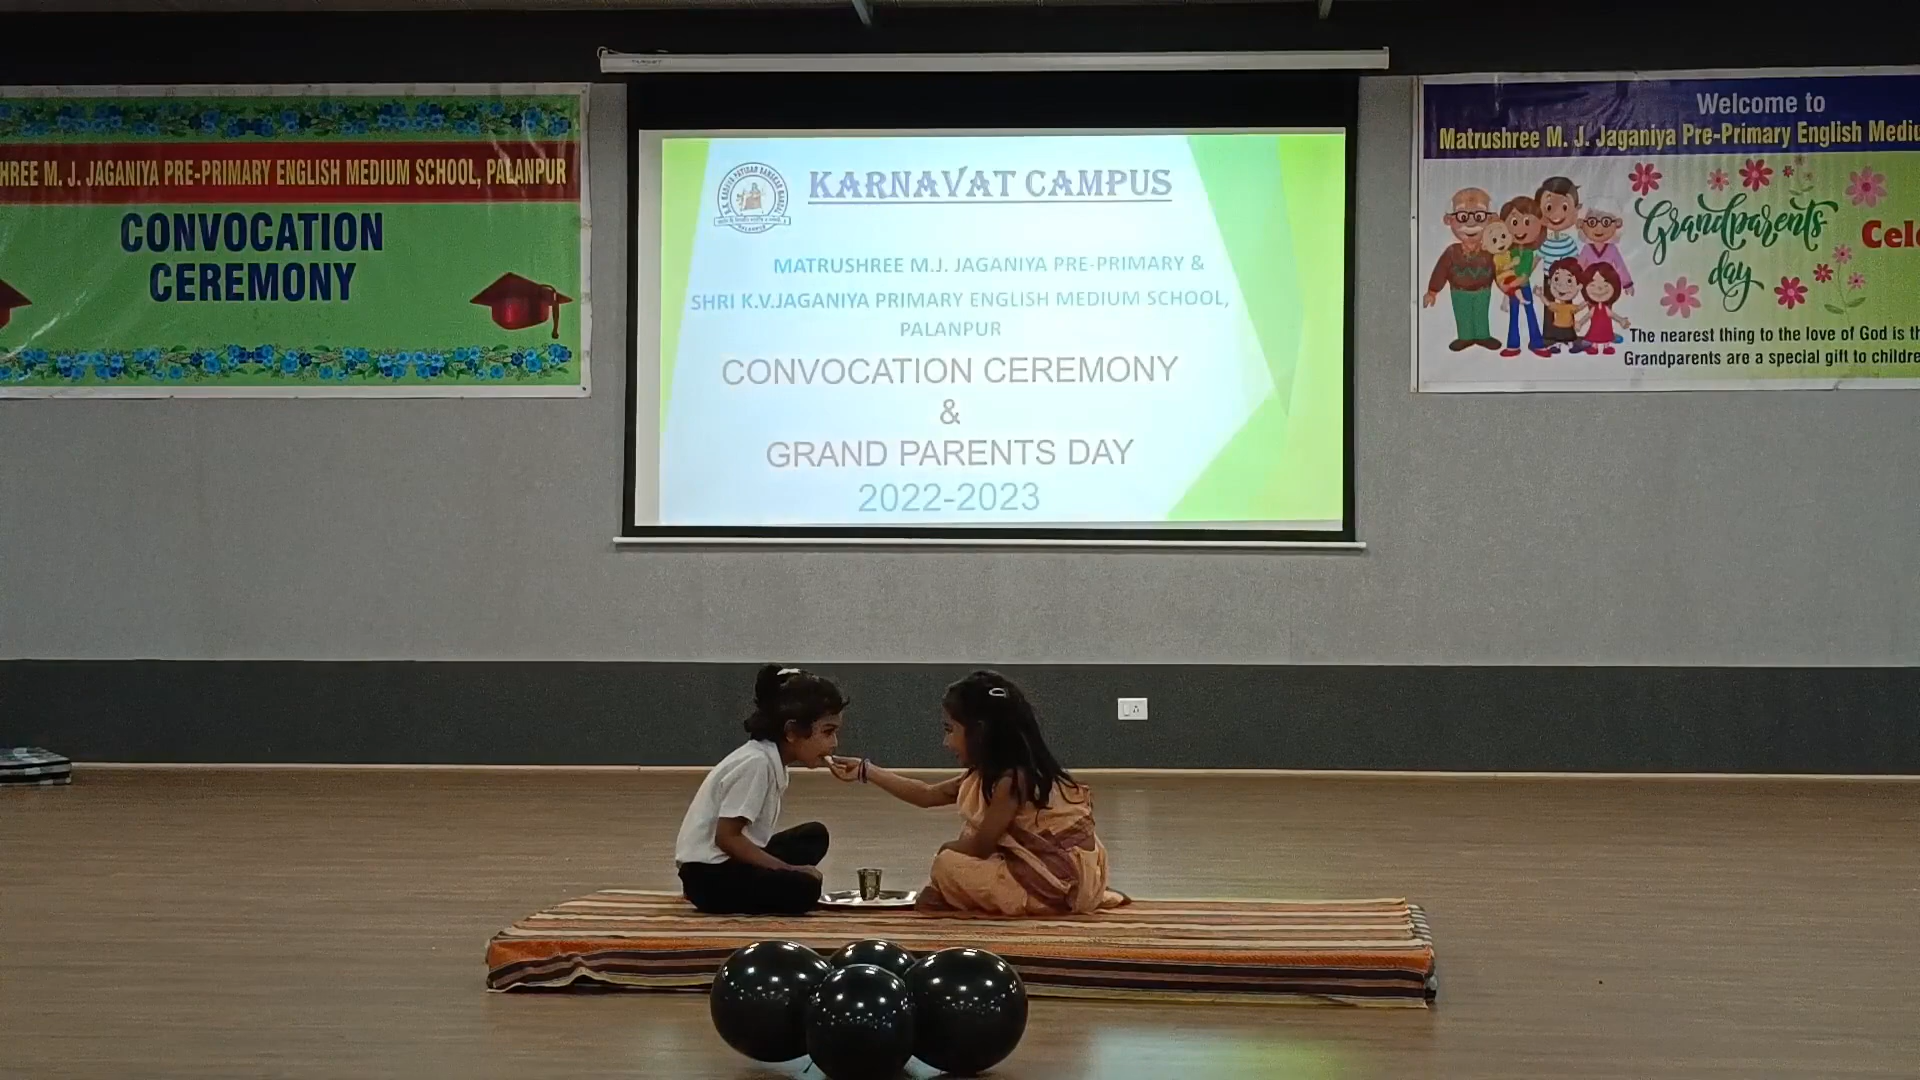 HREE M. J. JAGANIYA PRE-PRIMARY ENGLISH MEDIUM SCHOOL, PALANPUR
CONVOCATION
CEREMONY
KARNAVAT CAMPUS
MATRUSHREE M.J. JAGANIYA PRE-PRIMARY &
SHRI K.V.JAGANIYA PRIMARY ENGLISH MEDIUM SCHOOL,
PALANPUR
CONVOCATION CEREMONY
&
GRAND PARENTS DAY
2022-2023
Welcome to
Matrushree M. J. Jaganiya Pre-Primary English Mediu
Grandparents
day
Cele
The nearest thing to the love of God is th
Grandparents are a special gift to childre